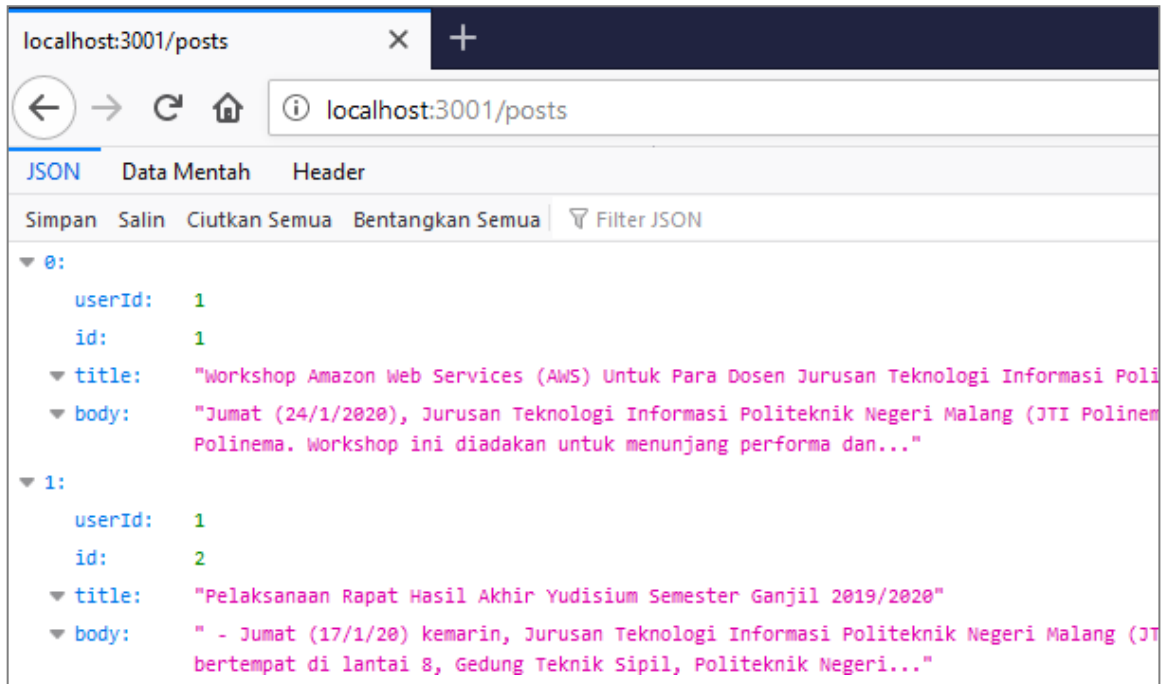 localhost:3001/posts
localhost:3001/posts
JSON Data Mentah Header
Simpan Salin Ciutkan Semua Bentangkan Semua Filter JSON
0:
userId: 1
id: 1
title: "Workshop Amazon Web Services (AWS) Untuk Para Dosen Jurusan Teknologi Informasi Poli
body: "Jumat (24/1/2020), Jurusan Teknologi Informasi Politeknik Negeri Malang (JTI Polinem
Polinema. Workshop ini diadakan untuk menunjang performa dan..."
1:
userId: 1
id: 2
title: "Pelaksanaan Rapat Hasil Akhir Yudisium Semester Ganjil 2019/2020"
body: " - Jumat (17/1/20) kemarin, Jurusan Teknologi Informasi Politeknik Negeri Malang (JT
bertempat di lantai 8, Gedung Teknik Sipil, Politeknik Negeri..."